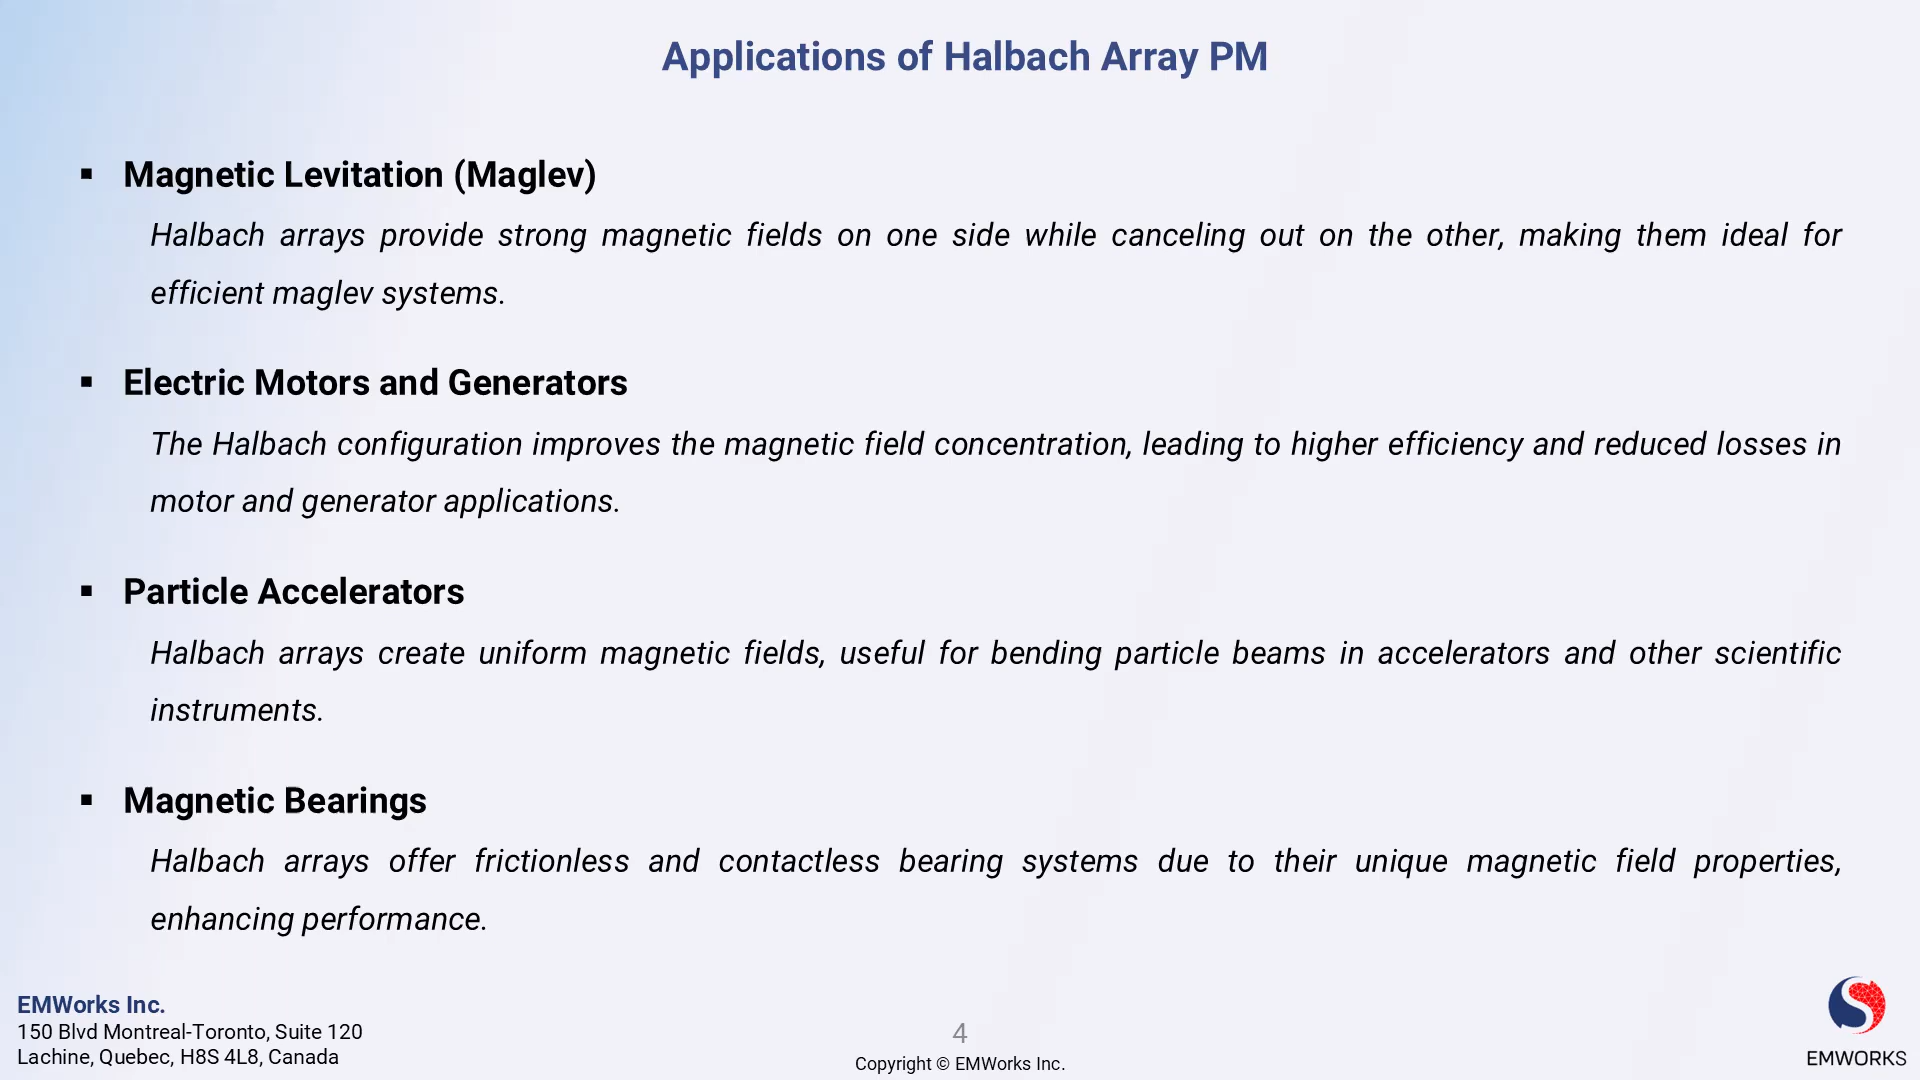 Applications of Halbach Array PM
▪ Magnetic Levitation (Maglev)
Halbach arrays provide strong magnetic fields on one side while canceling out on the other, making them ideal for
efficient maglev systems.
▪ Electric Motors and Generators
The Halbach configuration improves the magnetic field concentration, leading to higher efficiency and reduced losses in
motor and generator applications.
▪ Particle Accelerators
Halbach arrays create uniform magnetic fields, useful for bending particle beams in accelerators and other scientific
instruments.
▪ Magnetic Bearings
Halbach arrays offer frictionless and contactless bearing systems due to their unique magnetic field properties,
enhancing performance.
EMWorks Inc.
150 Blvd Montreal-Toronto, Suite 120
Lachine, Quebec, H8S 4L8, Canada
4
Copyright © EMWorks Inc.
EMWORKS